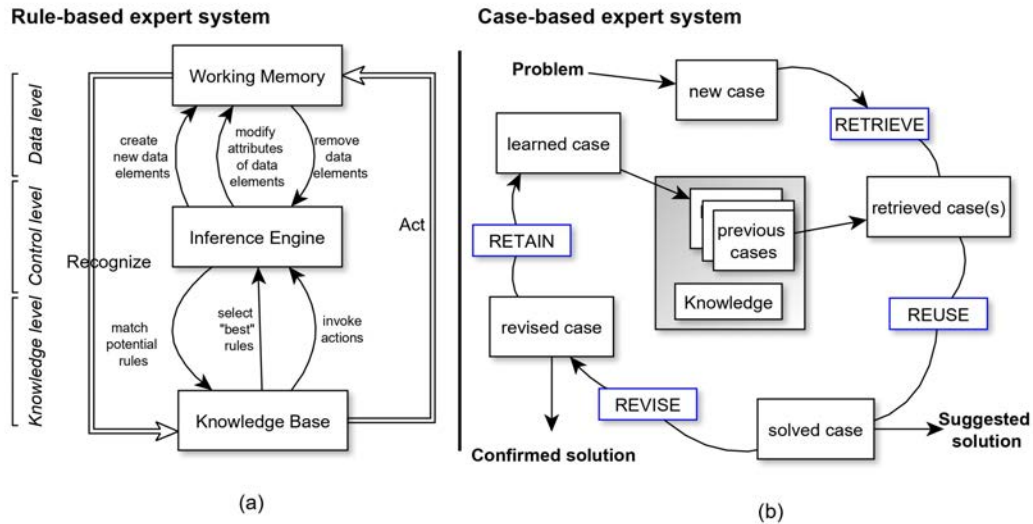 Rule-based expert system
Working Memory
create
new data
elements
modify
attributes
of data
elements
remove
data
elements
Inference Engine
Recognize
Act
match
potential
rules
select
"best"
rules
invoke
actions
Knowledge Base
Data level
Control level
Knowledge level
(a)
Case-based expert system
Problem
new case
RETRIEVE
learned case
retrieved case(s)
previous
cases
RETAIN
Knowledge
revised case
REUSE
REVISE
solved case
Suggested
solution
Confirmed solution
(b)